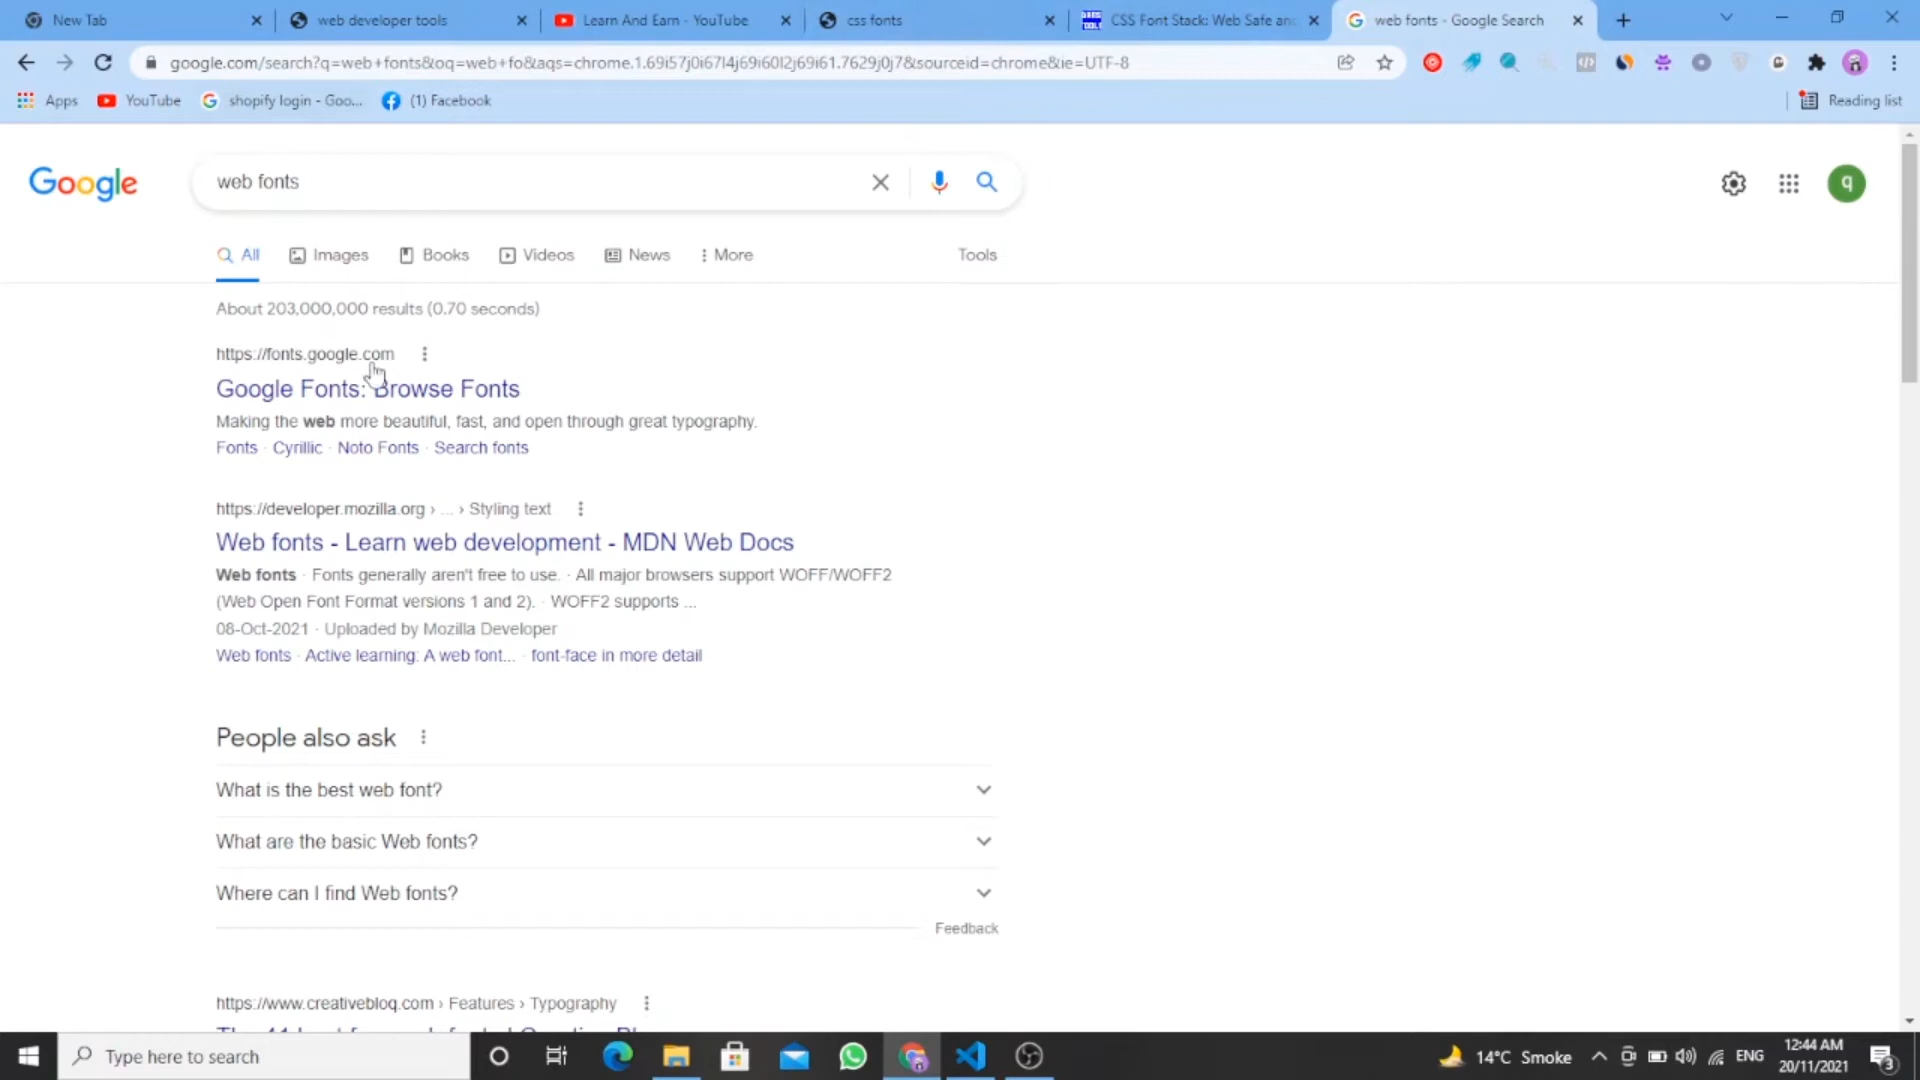 New Tab
web developer tools
Learn And Earn - YouTube
css fonts
CSS Font Stack: Web Safe an
web fonts - Google Search
google.com/search?q=web+fonts&oq=web+fo&aqs=chrome.1.69i57j0i67l4j69i60l2j69i61.7629j0j7&sourceid=chrome&ie=UTF-8
Apps
YouTube
shopify login - Goo...
(1) Facebook
Reading list
Google
web fonts
q
All
Images
Books
Videos
News
More
Tools
About 203,000,000 results (0.70 seconds)
https://fonts.google.com
Google Fonts: Browse Fonts
Making the web more beautiful, fast, and open through great typography.
Fonts · Cyrillic · Noto Fonts · Search fonts
https://developer.mozilla.org › ... › Styling text
Web fonts - Learn web development - MDN Web Docs
Web fonts · Fonts generally aren't free to use. · All major browsers support WOFF/WOFF2
(Web Open Font Format versions 1 and 2). · WOFF2 supports ...
08-Oct-2021 · Uploaded by Mozilla Developer
Web fonts · Active learning: A web font... · font-face in more detail
People also ask
What is the best web font?
What are the basic Web fonts?
Where can I find Web fonts?
Feedback
https://www.creativebloq.com › Features › Typography
Type here to search
14°C Smoke
ENG
12:44 AM
20/11/2021
3